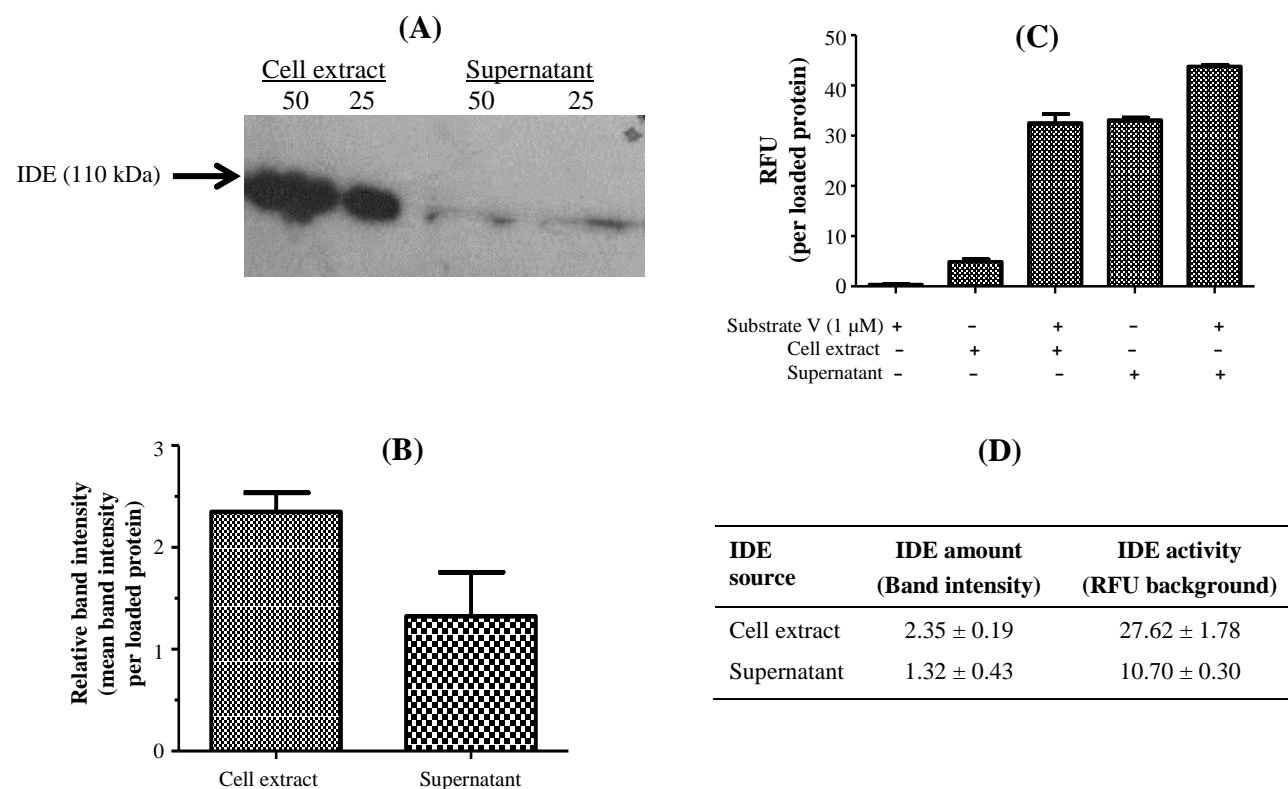 (A)
Cell extract Supernatant
50 25 50 25
IDE (110 kDa)
(C)
50
40
30
20
10
0
RFU
(per loaded protein)
Substrate V (1 μM) + − + − +
Cell extract − + + − −
Supernatant − − − + +
(B)
3
2
1
0
Relative band intensity
(mean band intensity
per loaded protein)
Cell extract Supernatant
(D)
IDE source IDE amount (Band intensity) IDE activity (RFU background)
Cell extract 2.35 ± 0.19 27.62 ± 1.78
Supernatant 1.32 ± 0.43 10.70 ± 0.30